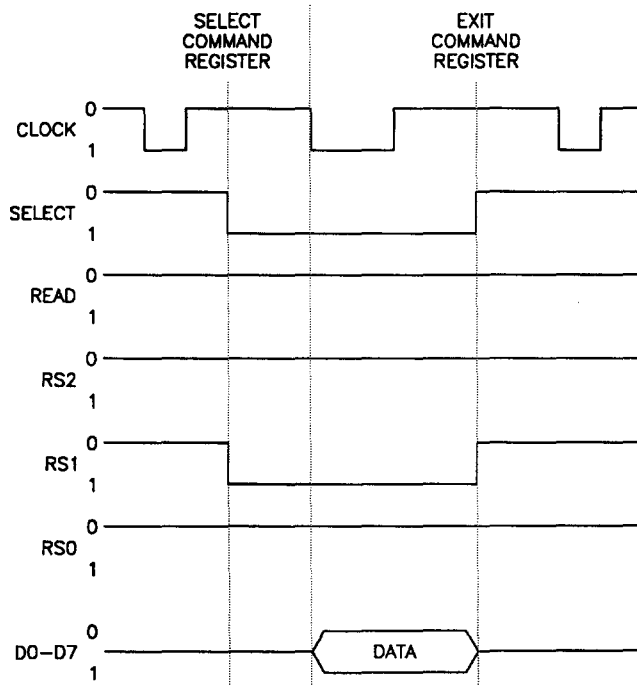 SELECT
COMMAND
REGISTER
EXIT
COMMAND
REGISTER
0
CLOCK
1
0
SELECT
1
0
READ
1
0
RS2
1
0
RS1
1
0
RS0
1
0
D0-D7
DATA
1